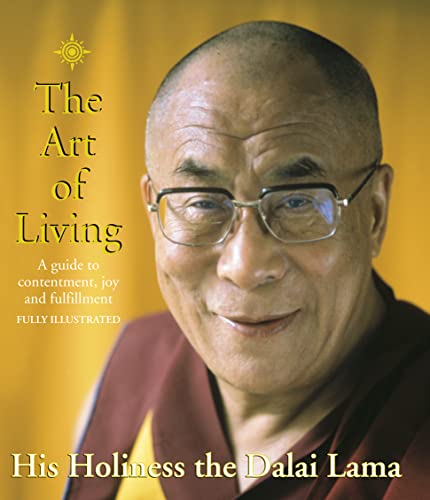 The
Art
of
Living
A guide to
contentment, joy
and fulfillment
FULLY ILLUSTRATED
His Holiness the Dalai Lama